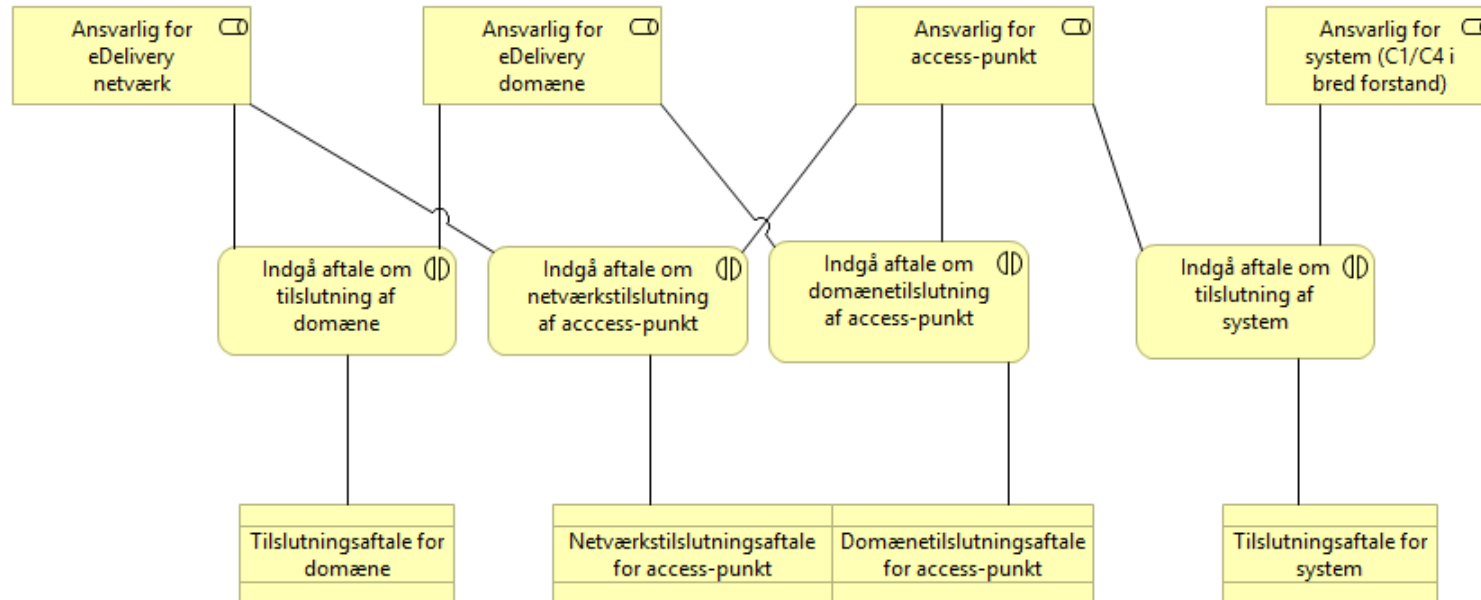 Ansvarlig for
eDelivery
netværk
Ansvarlig for
eDelivery
domæne
Ansvarlig for
access-punkt
Ansvarlig for
system (C1/C4 i
bred forstand)
Indgå aftale om
tilslutning af
domæne
Indgå aftale om
netværkstilslutning
af acccess-punkt
Indgå aftale om
domænetilslutning
af access-punkt
Indgå aftale om
tilslutning af
system
Tilslutningsaftale for
domæne
Netværkstilslutningsaftale
for access-punkt
Domænetilslutningsaftale
for access-punkt
Tilslutningsaftale for
system